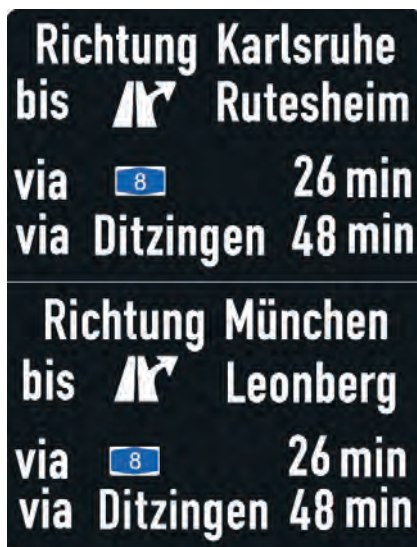 Richtung Karlsruhe
bis Rutesheim
via 8 26 min
via Ditzingen 48 min
Richtung München
bis Leonberg
via 8 26 min
via Ditzingen 48 min